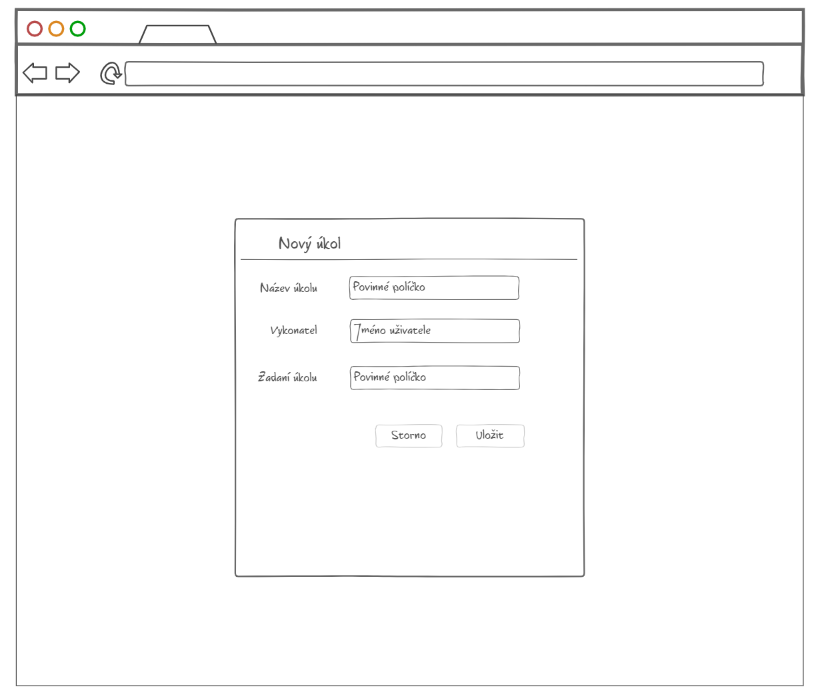 Nový úkol
Název úkolu Povinné políčko
Vykonatel Jméno uživatele
Zadaní úkolu Povinné políčko
Storno Uložit